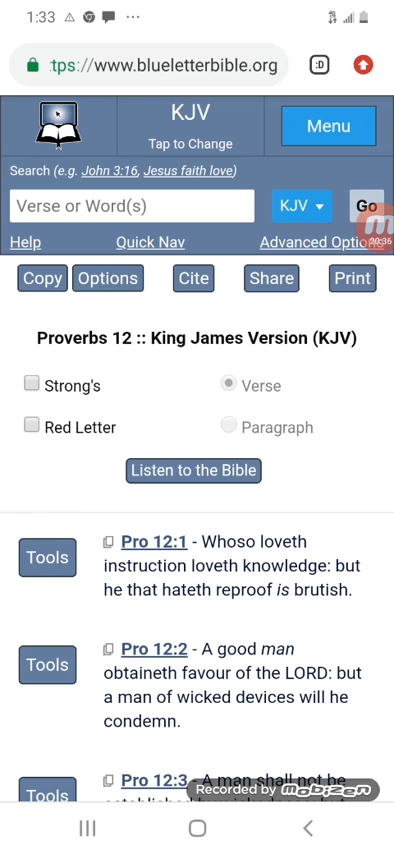 1:33
tps://www.blueletterbible.org
:D
KJV
Tap to Change
Menu
Search (e.g. John 3:16, Jesus faith love)
Verse or Word(s)
KJV
Go
20:36
Help Quick Nav Advanced Options
Copy Options Cite Share Print
Proverbs 12 :: King James Version (KJV)
Strong's Verse
Red Letter Paragraph
Listen to the Bible
Tools
Pro 12:1 - Whoso loveth
instruction loveth knowledge: but
he that hateth reproof is brutish.
Tools
Pro 12:2 - A good man
obtaineth favour of the LORD: but
a man of wicked devices will he
condemn.
Tools
Pro 12:3 - A man shall not be
Recorded by mobizen